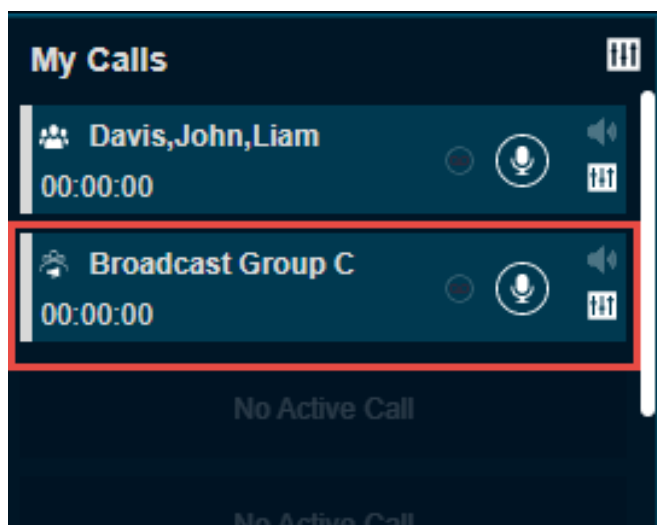 My Calls
Davis,John,Liam
00:00:00
Broadcast Group C
00:00:00
No Active Call
No Active Call